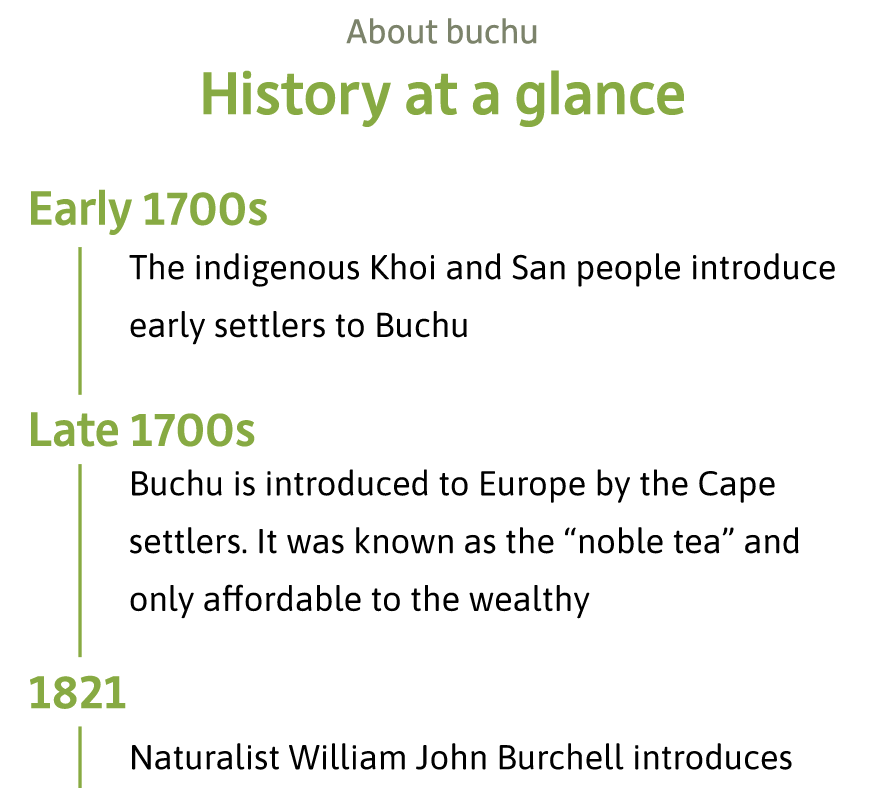 About buchu
History at a glance
Early 1700s
The indigenous Khoi and San people introduce
early settlers to Buchu
Late 1700s
Buchu is introduced to Europe by the Cape
settlers. It was known as the “noble tea” and
only affordable to the wealthy
1821
Naturalist William John Burchell introduces